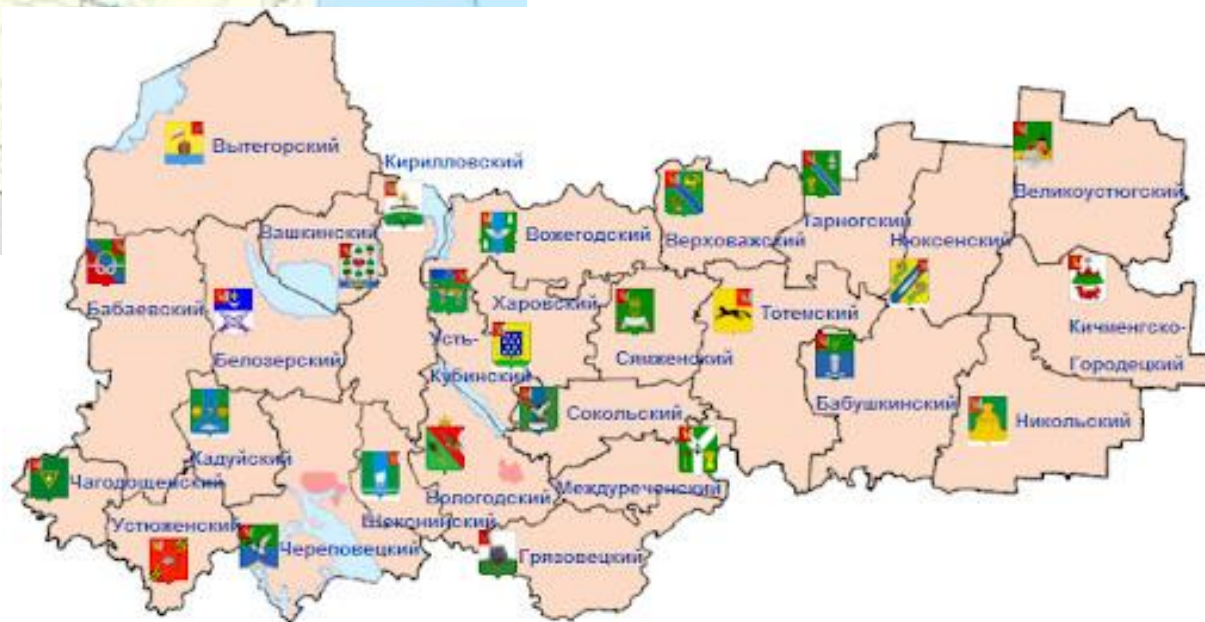 Вытегорский
Кирилловский
Великоустюгский
Вашкинский
Вожегодский
Верховажский
Тарногский
Нюксенский
Бабаевский
Харовский
Тотемский
Кичменгско-
Городецкий
Белозерский
Усть-
Кубинский
Сямженский
Бабушкинский
Никольский
Сокольский
Кадуйский
Чагодощенский
Вологодский
Междуреченский
Устюженский
Шекснинский
Череповецкий
Грязовецкий